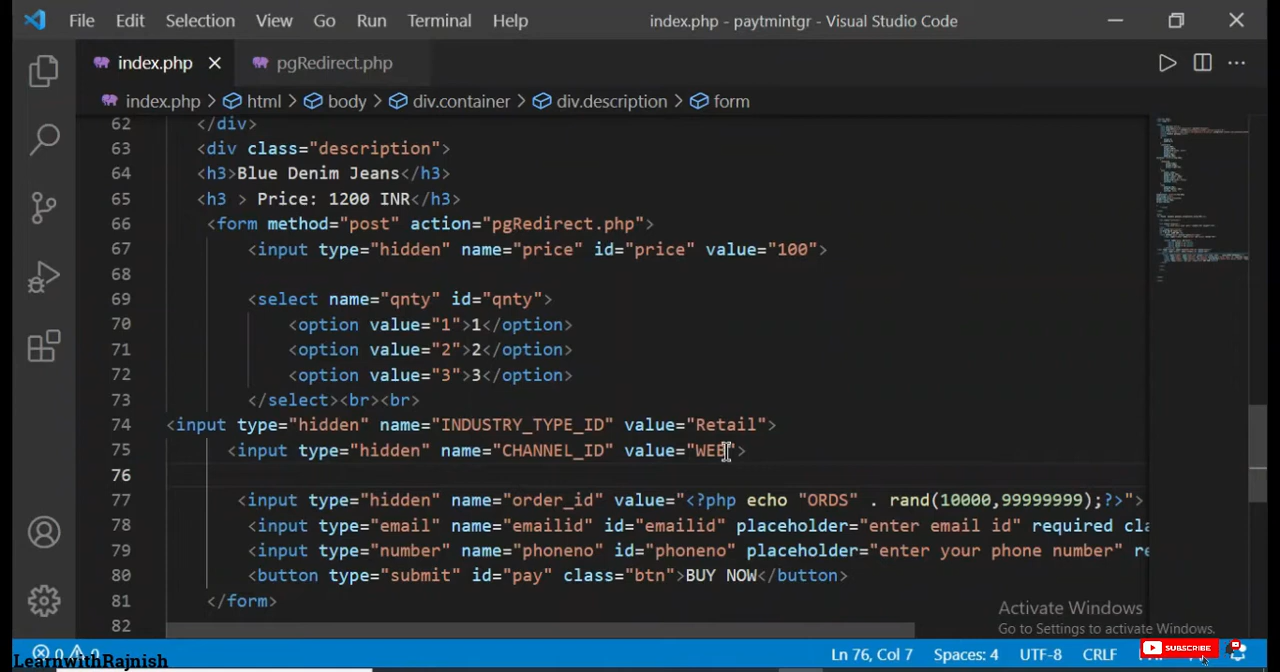 File Edit Selection View Go Run Terminal Help index.php - paytmintgr - Visual Studio Code
index.php pgRedirect.php
index.php > html > body > div.container > div.description > form
62 </div>
63 <div class="description">
64 <h3>Blue Denim Jeans</h3>
65 <h3 > Price: 1200 INR</h3>
66 <form method="post" action="pgRedirect.php">
67 <input type="hidden" name="price" id="price" value="100">
68
69 <select name="qnty" id="qnty">
70 <option value="1">1</option>
71 <option value="2">2</option>
72 <option value="3">3</option>
73 </select><br><br>
74 <input type="hidden" name="INDUSTRY_TYPE_ID" value="Retail">
75 <input type="hidden" name="CHANNEL_ID" value="WEB">
76
77 <input type="hidden" name="order_id" value="<?php echo "ORDS" . rand(10000,99999999);?>">
78 <input type="email" name="emailid" id="emailid" placeholder="enter email id" required cla
79 <input type="number" name="phoneno" id="phoneno" placeholder="enter your phone number" re
80 <button type="submit" id="pay" class="btn">BUY NOW</button>
81 </form>
82
Activate Windows
Go to Settings to activate Windows.
SUBSCRIBE
0 0 Ln 76, Col 7 Spaces: 4 UTF-8 CRLF
LearnwithRajnish